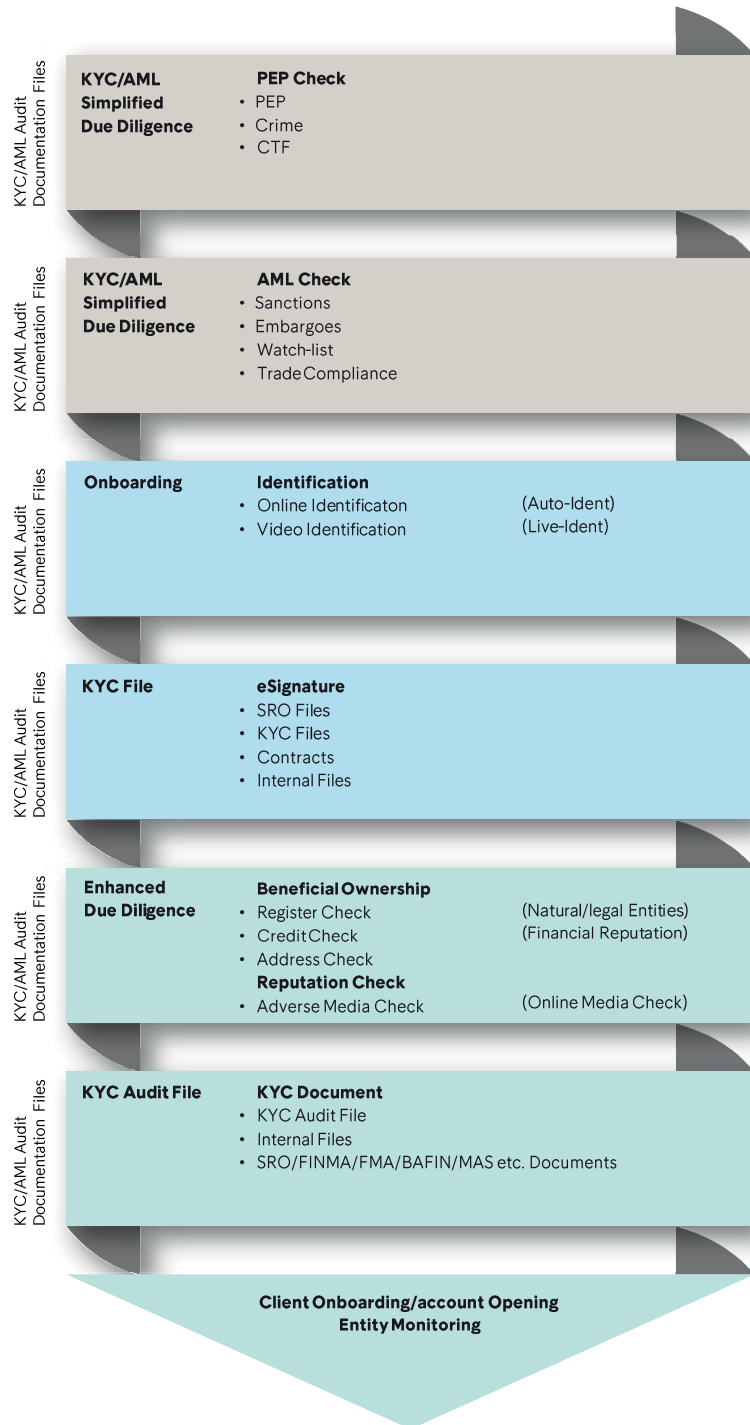 KYC/AML Audit
Documentation Files
KYC/AML
Simplified
Due Diligence
PEP Check
• PEP
• Crime
• CTF
KYC/AML Audit
Documentation Files
KYC/AML
Simplified
Due Diligence
AML Check
• Sanctions
• Embargoes
• Watch-list
• Trade Compliance
KYC/AML Audit
Documentation Files
Onboarding
Identification
• Online Identificaton (Auto-Ident)
• Video Identification (Live-Ident)
KYC/AML Audit
Documentation Files
KYC File
eSignature
• SRO Files
• KYC Files
• Contracts
• Internal Files
KYC/AML Audit
Documentation Files
Enhanced
Due Diligence
Beneficial Ownership
• Register Check (Natural/legal Entities)
• Credit Check (Financial Reputation)
• Address Check
Reputation Check
• Adverse Media Check (Online Media Check)
KYC/AML Audit
Documentation Files
KYC Audit File
KYC Document
• KYC Audit File
• Internal Files
• SRO/FINMA/FMA/BAFIN/MAS etc. Documents
Client Onboarding/account Opening
Entity Monitoring